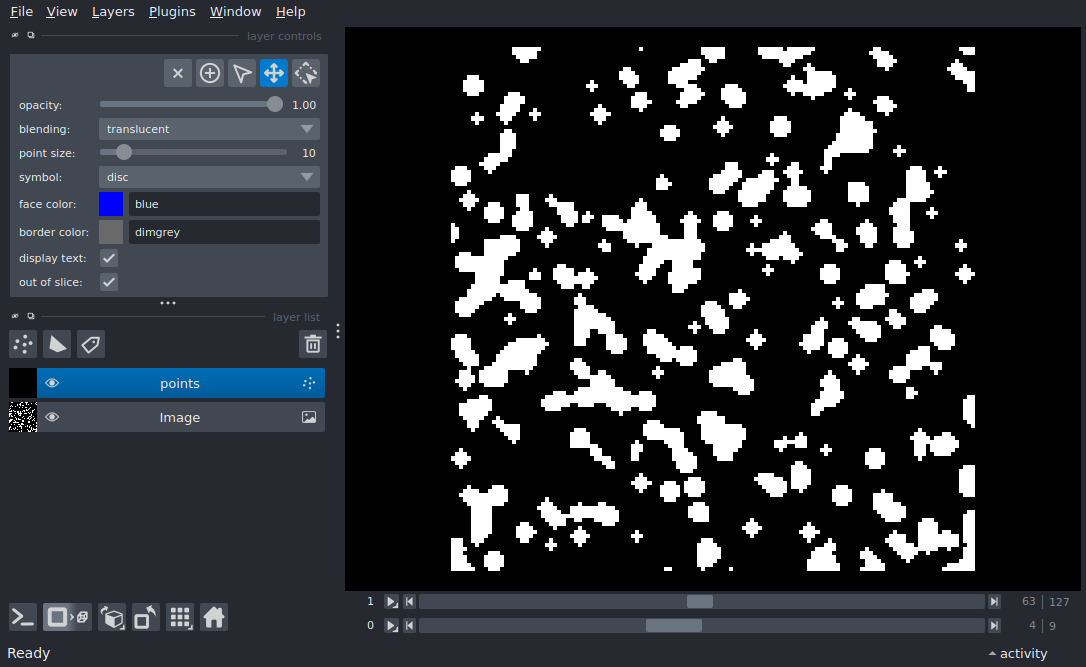 File View Layers Plugins Window Help
layer controls
opacity: 1.00
blending: translucent
point size: 10
symbol: disc
face color: blue
border color: dimgrey
display text:
out of slice:
layer list
points
Image
1 63 | 127
0 4 | 9
Ready activity